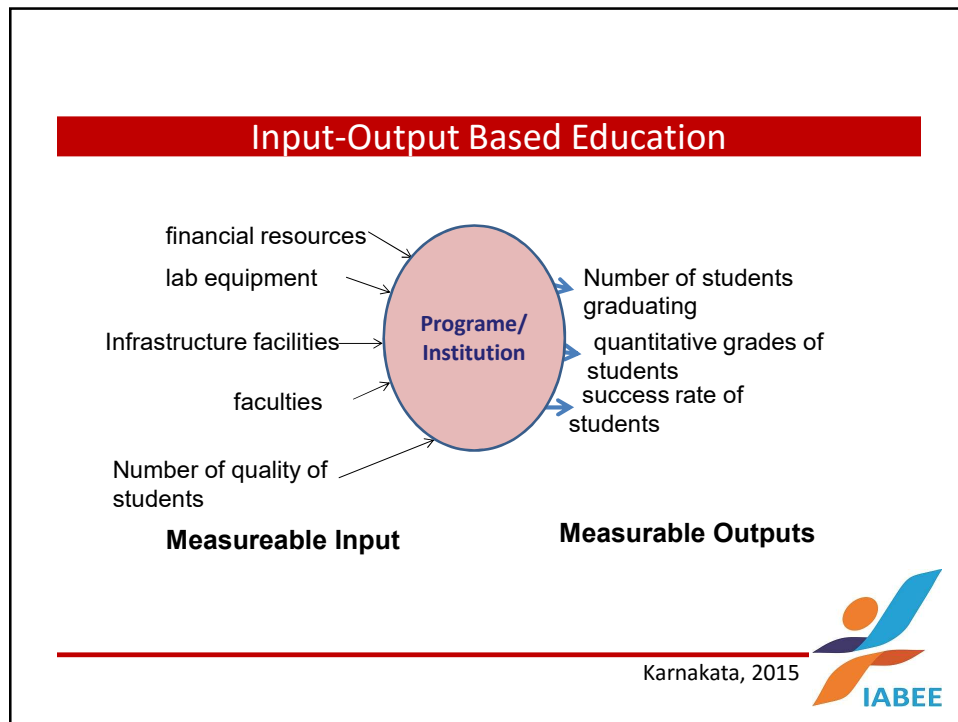 Input-Output Based Education
financial resources
lab equipment
Infrastructure facilities
faculties
Number of quality of
students
Measureable Input
Programe/
Institution
Number of students
graduating
quantitative grades of
students
success rate of
students
Measurable Outputs
Karnakata, 2015
IABEE